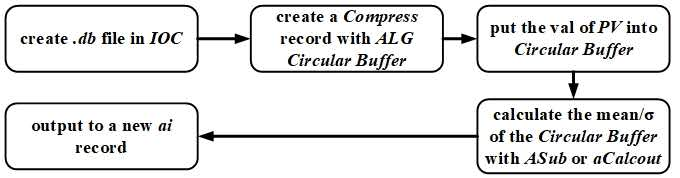 create .db file in IOC
create a Compress
record with ALG
Circular Buffer
put the val of PV into
Circular Buffer
calculate the mean/σ
of the Circular Buffer
with ASub or aCalcout
output to a new ai
record